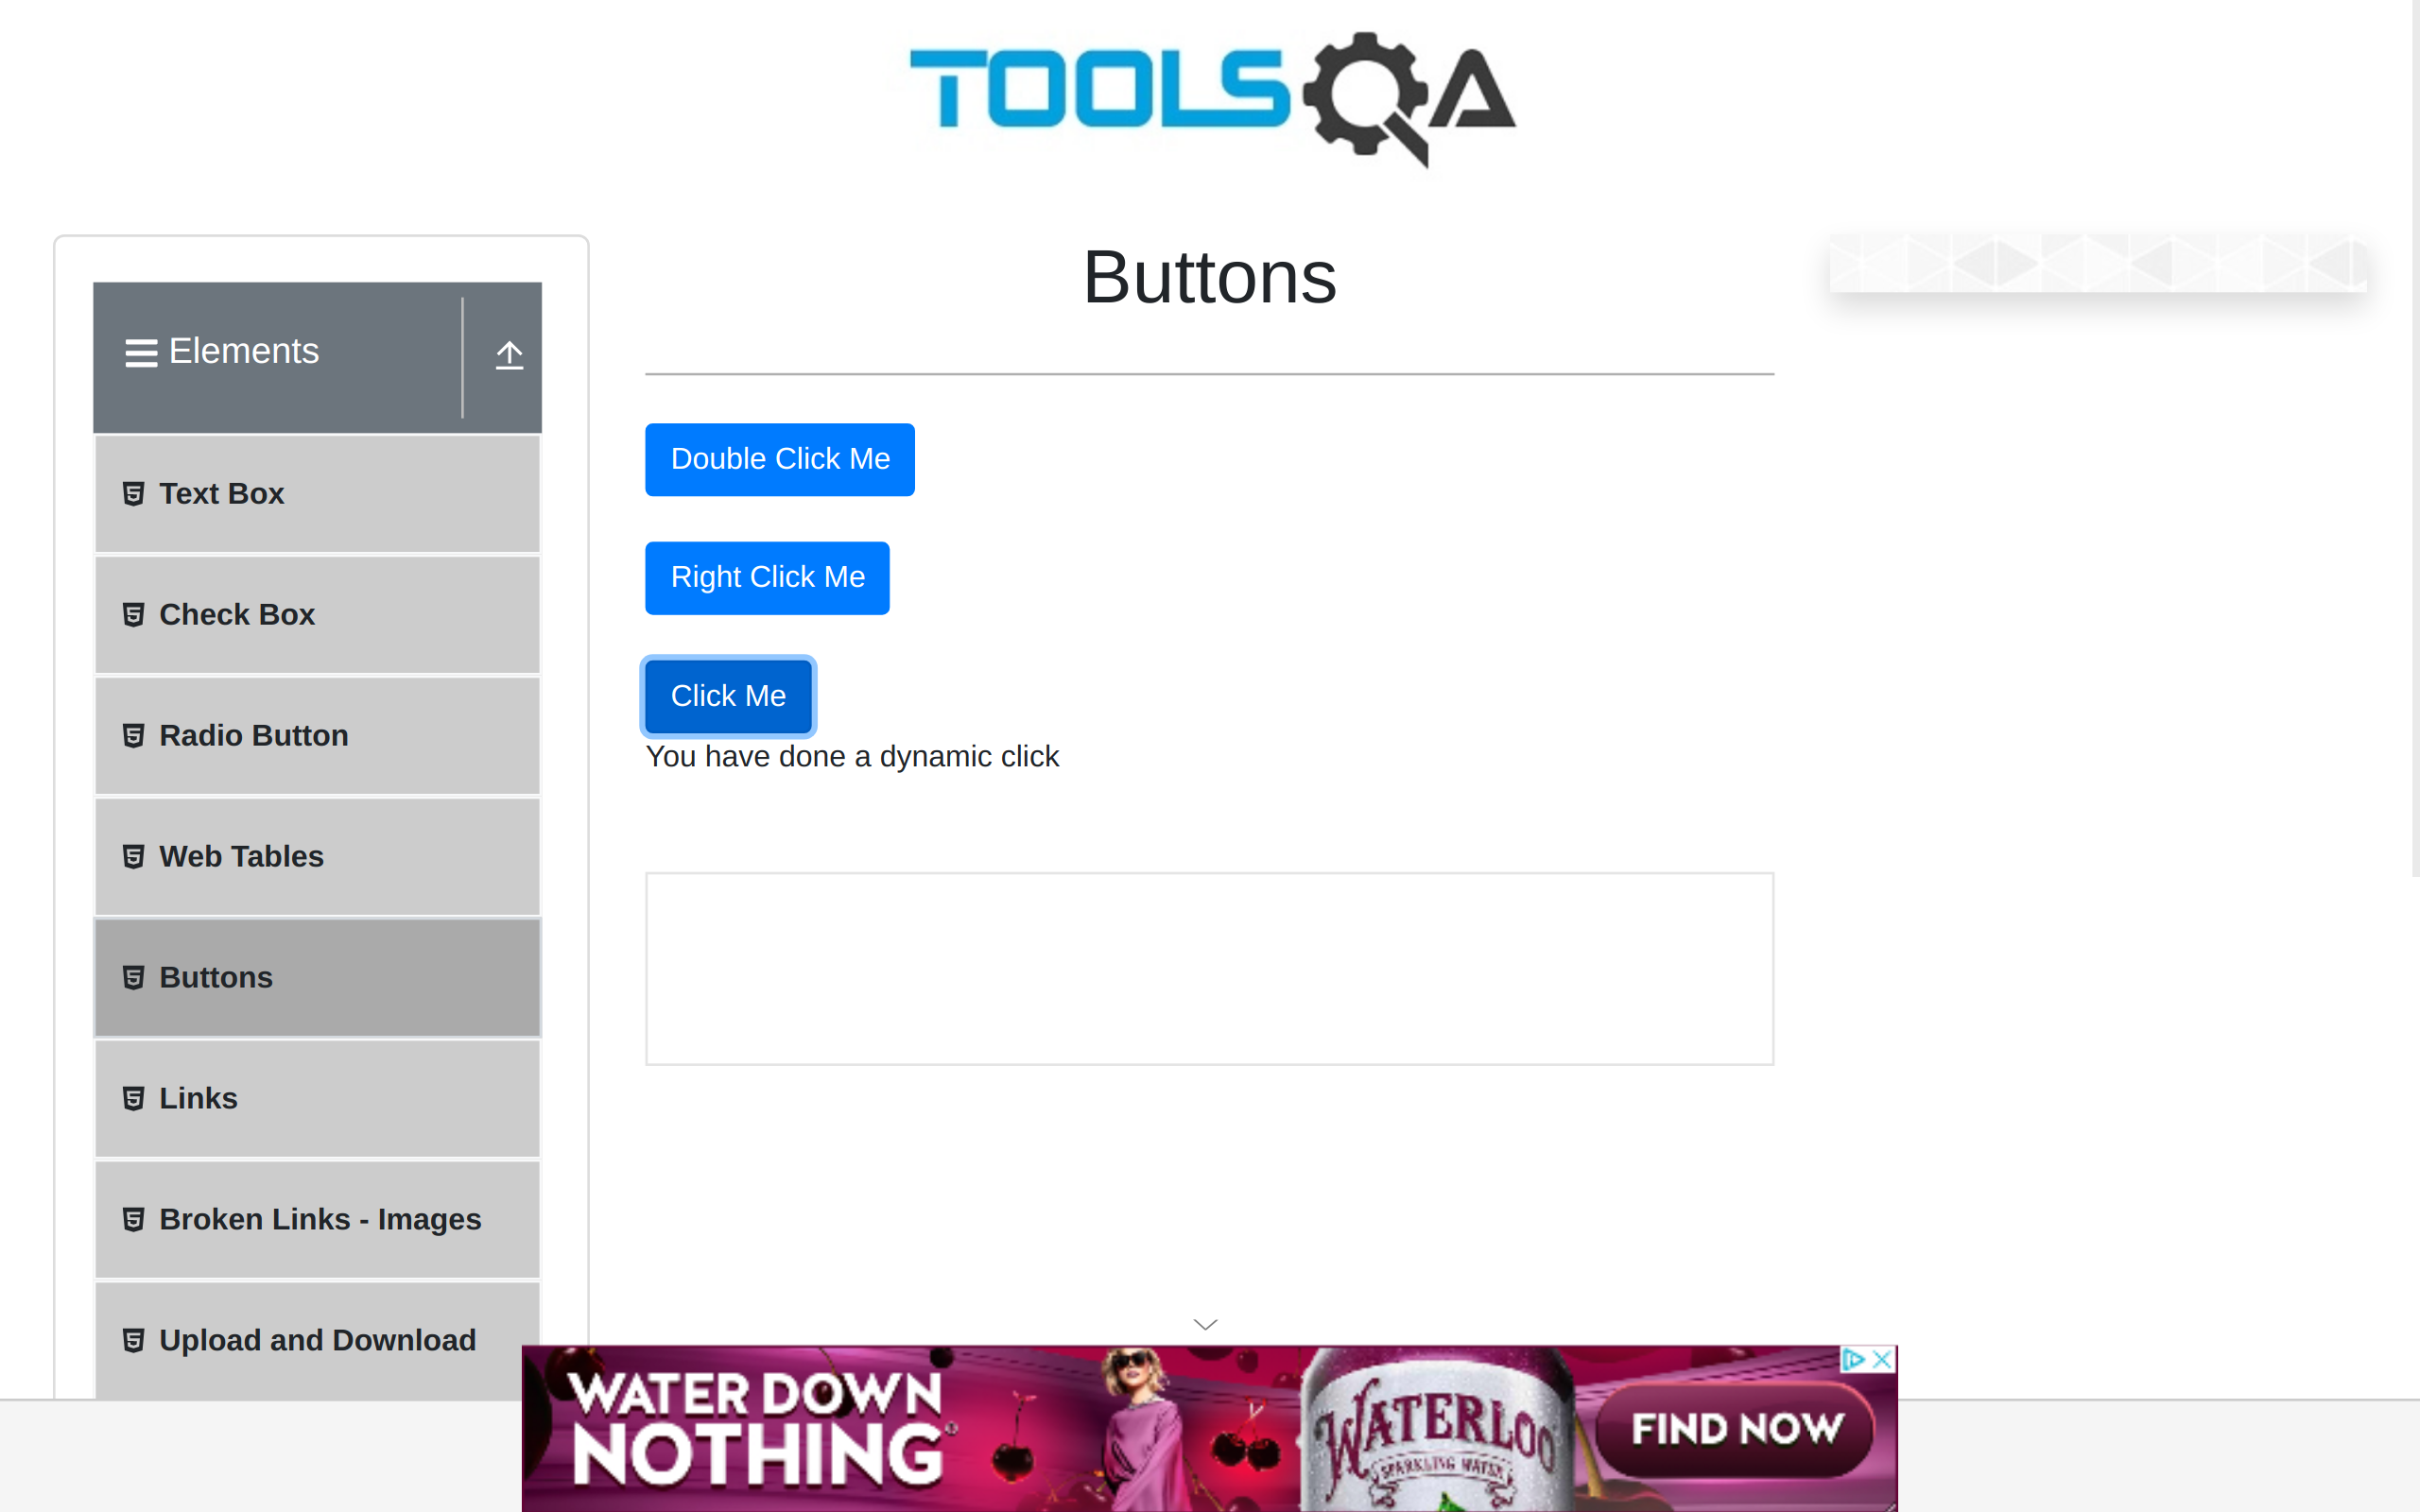 TOOLSQA
Buttons
Elements
Text Box
Check Box
Radio Button
Web Tables
Buttons
Links
Broken Links - Images
Upload and Download
Double Click Me
Right Click Me
Click Me
You have done a dynamic click
WATER DOWN
NOTHING
WATERLOO
SPARKLING WATER
FIND NOW